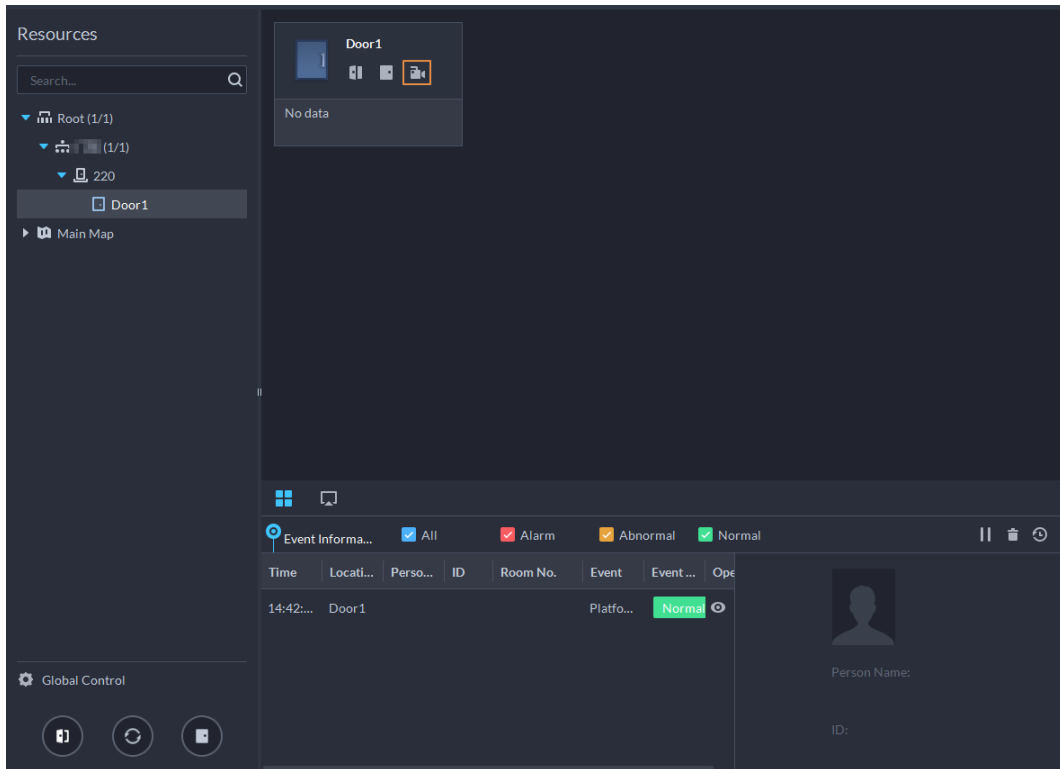 Resources
Search...
Root (1/1)
(1/1)
220
Door1
Main Map
Global Control
Door1
No data
Event Informa...
All
Alarm
Abnormal
Normal
Time Locati... Perso... ID Room No. Event Event ... Ope
14:42:... Door1 Platfo... Normal
Person Name:
ID: